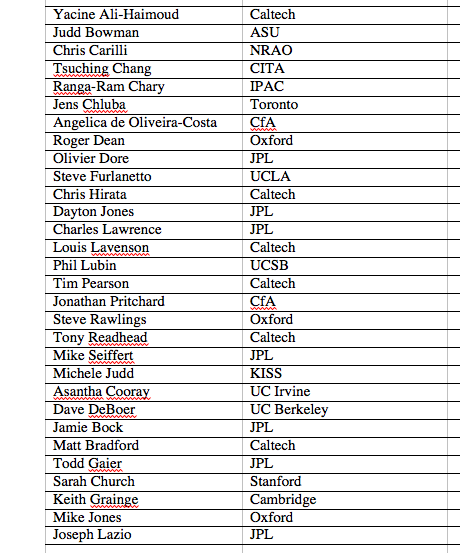 Yacine Ali-Haimoud Caltech
Judd Bowman ASU
Chris Carilli NRAO
Tsuching Chang CITA
Ranga-Ram Chary IPAC
Jens Chluba Toronto
Angelica de Oliveira-Costa CfA
Roger Dean Oxford
Olivier Dore JPL
Steve Furlanetto UCLA
Chris Hirata Caltech
Dayton Jones JPL
Charles Lawrence JPL
Louis Lavenson Caltech
Phil Lubin UCSB
Tim Pearson Caltech
Jonathan Pritchard CfA
Steve Rawlings Oxford
Tony Readhead Caltech
Mike Seiffert JPL
Michele Judd KISS
Asantha Cooray UC Irvine
Dave DeBoer UC Berkeley
Jamie Bock JPL
Matt Bradford Caltech
Todd Gaier JPL
Sarah Church Stanford
Keith Grainge Cambridge
Mike Jones Oxford
Joseph Lazio JPL